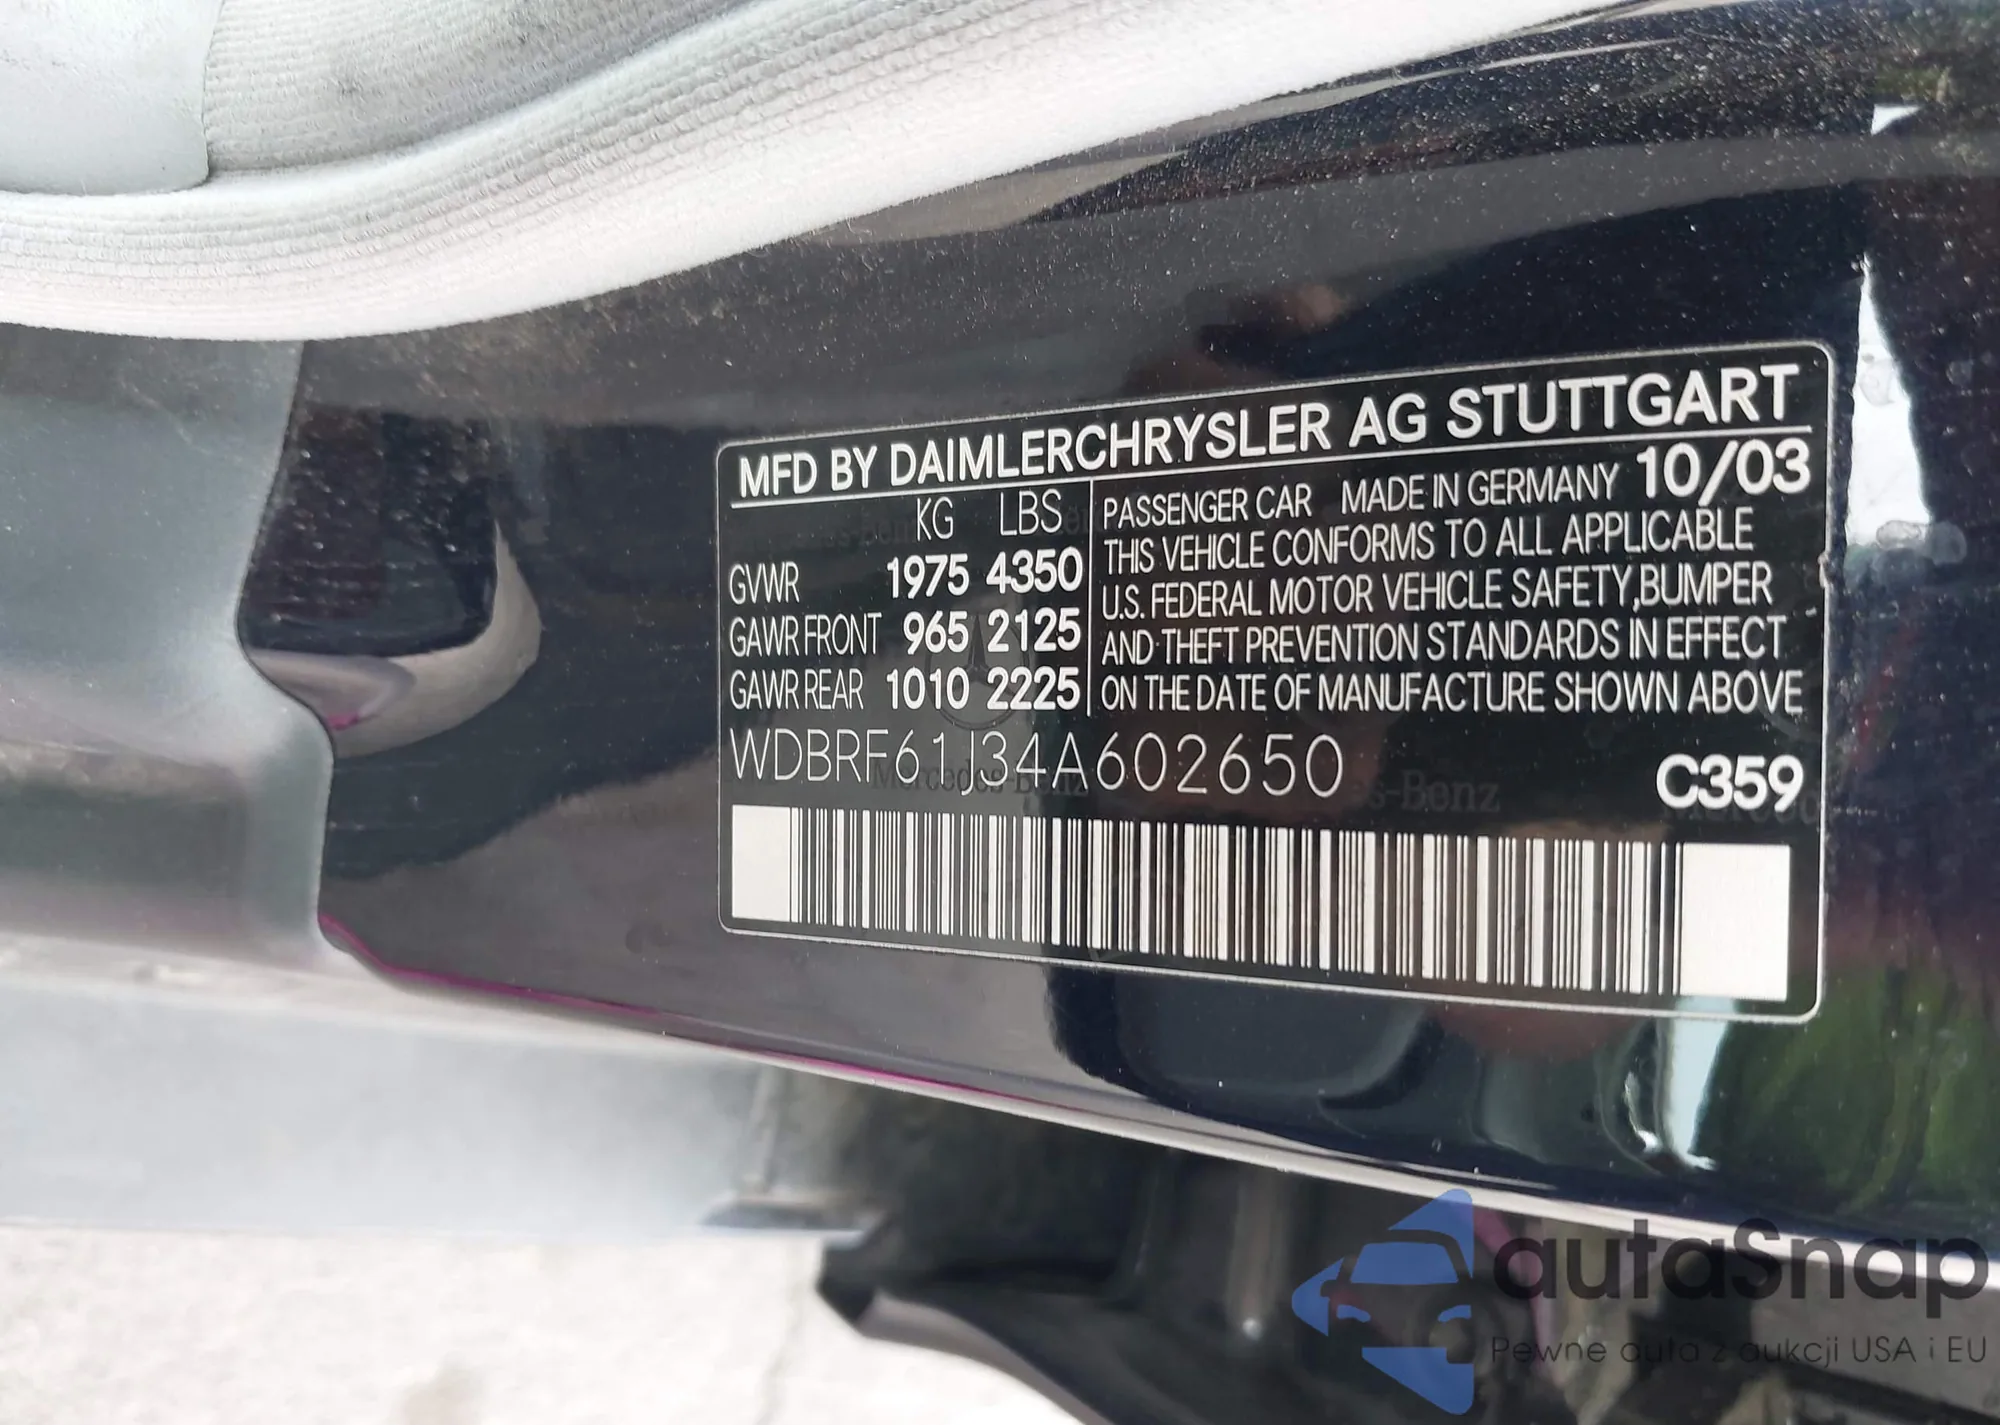 MFD BY DAIMLERCHRYSLER AG STUTTGART
KG LBS
GVWR 1975 4350
GAWR FRONT 965 2125
GAWR REAR 1010 2225
PASSENGER CAR MADE IN GERMANY 10/03
THIS VEHICLE CONFORMS TO ALL APPLICABLE
U.S. FEDERAL MOTOR VEHICLE SAFETY,BUMPER
AND THEFT PREVENTION STANDARDS IN EFFECT
ON THE DATE OF MANUFACTURE SHOWN ABOVE
WDBRF61J34A602650
C359
Mercedes-Benz
s-Benz
autaSnap
Pewne auta z aukcji USA i EU